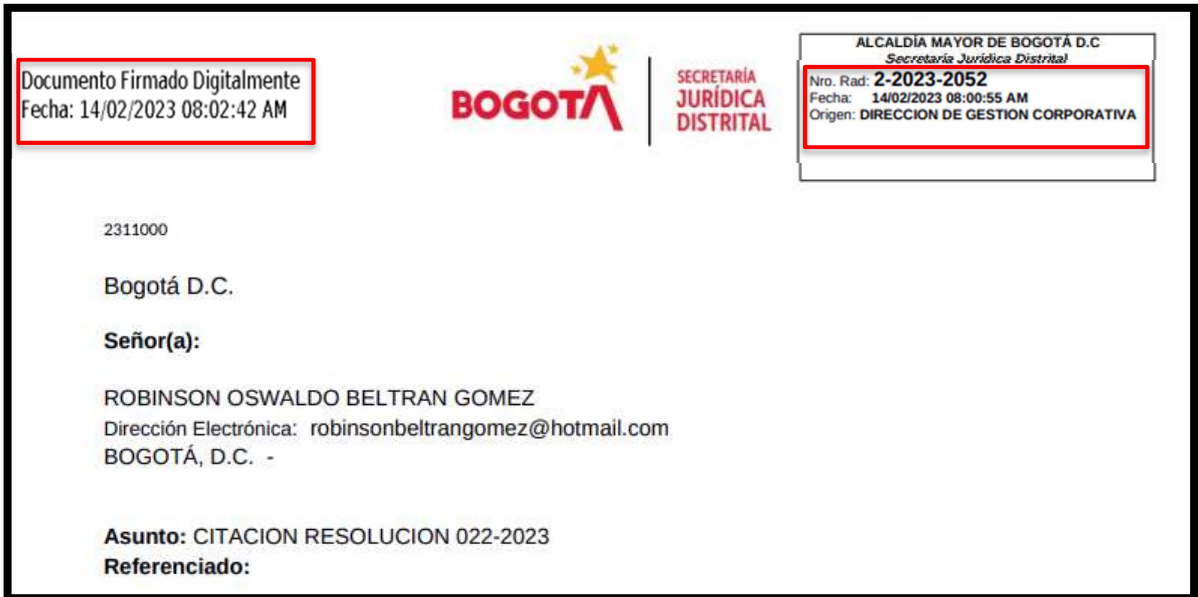 Documento Firmado Digitalmente
Fecha: 14/02/2023 08:02:42 AM
BOGOTÁ
SECRETARÍA
JURÍDICA
DISTRITAL
ALCALDÍA MAYOR DE BOGOTÁ D.C
Secretaría Jurídica Distrital
Nro. Rad: 2-2023-2052
Fecha: 14/02/2023 08:00:55 AM
Origen: DIRECCION DE GESTION CORPORATIVA
2311000
Bogotá D.C.
Señor(a):
ROBINSON OSWALDO BELTRAN GOMEZ
Dirección Electrónica: robinsonbeltrangomez@hotmail.com
BOGOTÁ, D.C. -
Asunto: CITACION RESOLUCION 022-2023
Referenciado: